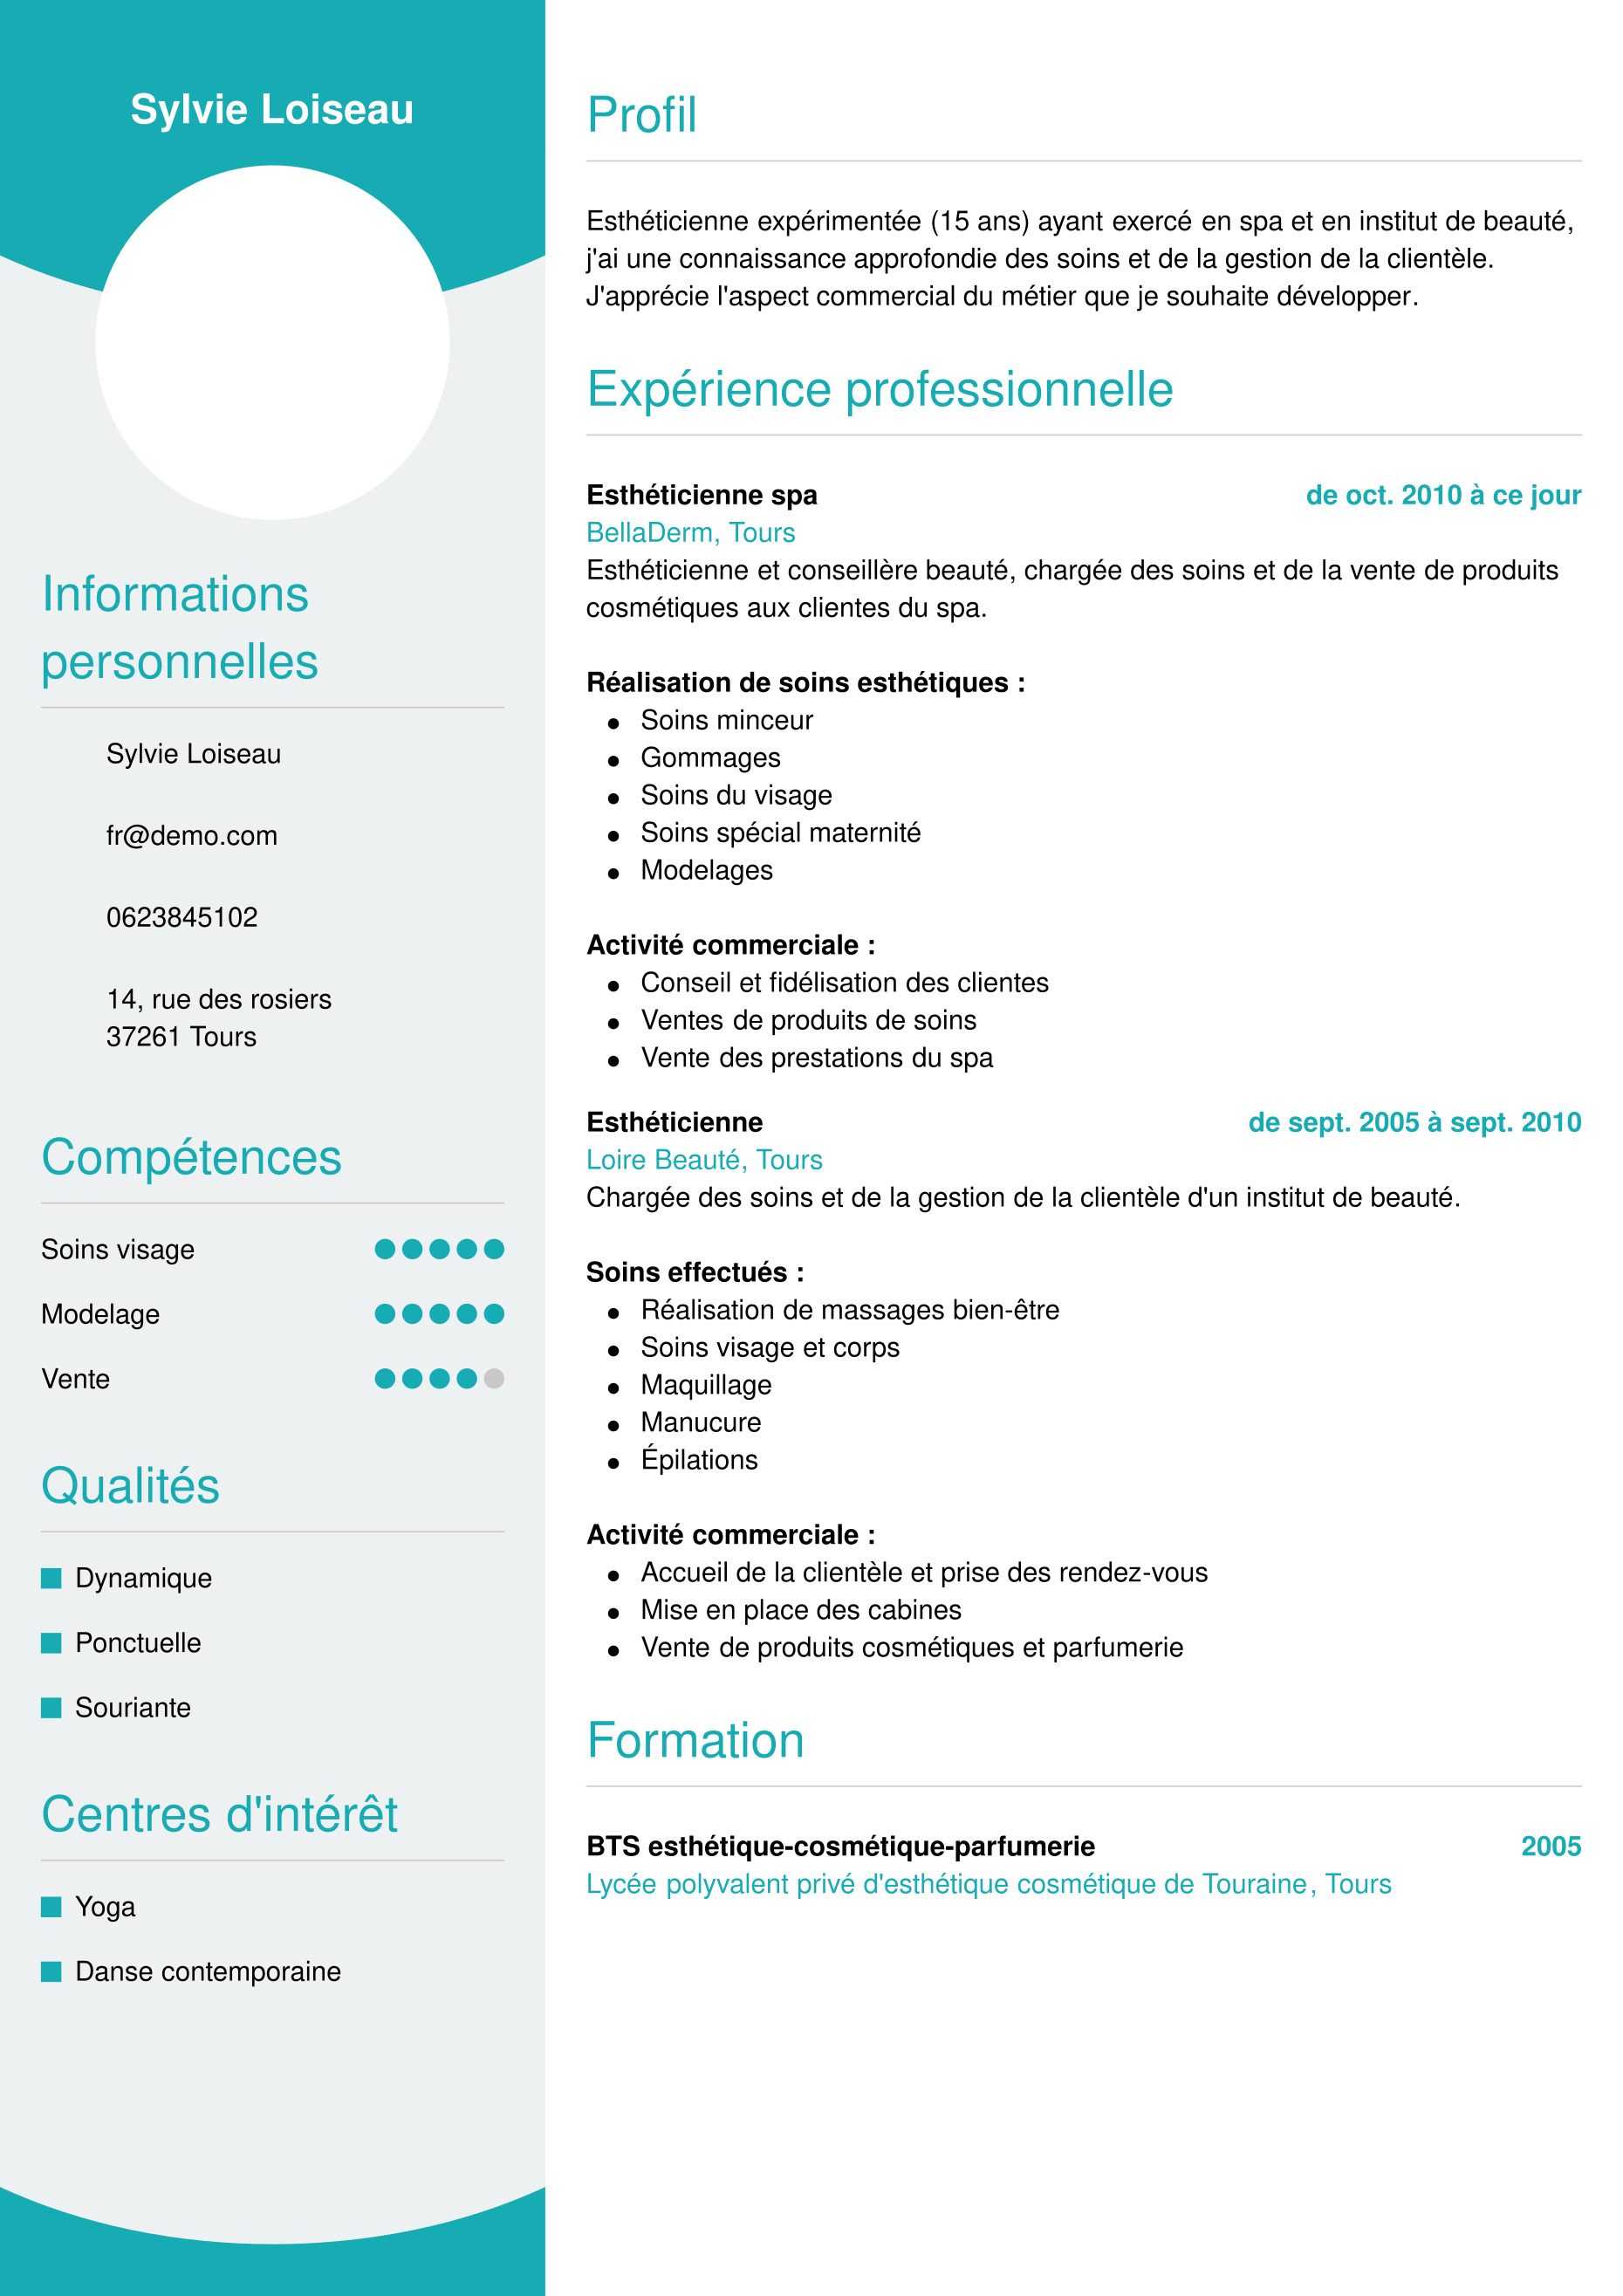 Sylvie Loiseau
Informations
personnelles
Sylvie Loiseau
fr@demo.com
0623845102
14, rue des rosiers
37261 Tours
Compétences
Soins visage
Modelage
Vente
Qualités
Dynamique
Ponctuelle
Souriante
Centres d'intérêt
Yoga
Danse contemporaine
Profil
Esthéticienne expérimentée (15 ans) ayant exercé en spa et en institut de beauté,
j'ai une connaissance approfondie des soins et de la gestion de la clientèle.
J'apprécie l'aspect commercial du métier que je souhaite développer.
Expérience professionnelle
Esthéticienne spa de oct. 2010 à ce jour
BellaDerm, Tours
Esthéticienne et conseillère beauté, chargée des soins et de la vente de produits
cosmétiques aux clientes du spa.
Réalisation de soins esthétiques :
• Soins minceur
• Gommages
• Soins du visage
• Soins spécial maternité
• Modelages
Activité commerciale :
• Conseil et fidélisation des clientes
• Ventes de produits de soins
• Vente des prestations du spa
Esthéticienne de sept. 2005 à sept. 2010
Loire Beauté, Tours
Chargée des soins et de la gestion de la clientèle d'un institut de beauté.
Soins effectués :
• Réalisation de massages bien-être
• Soins visage et corps
• Maquillage
• Manucure
• Épilations
Activité commerciale :
• Accueil de la clientèle et prise des rendez-vous
• Mise en place des cabines
• Vente de produits cosmétiques et parfumerie
Formation
BTS esthétique-cosmétique-parfumerie 2005
Lycée polyvalent privé d'esthétique cosmétique de Touraine, Tours